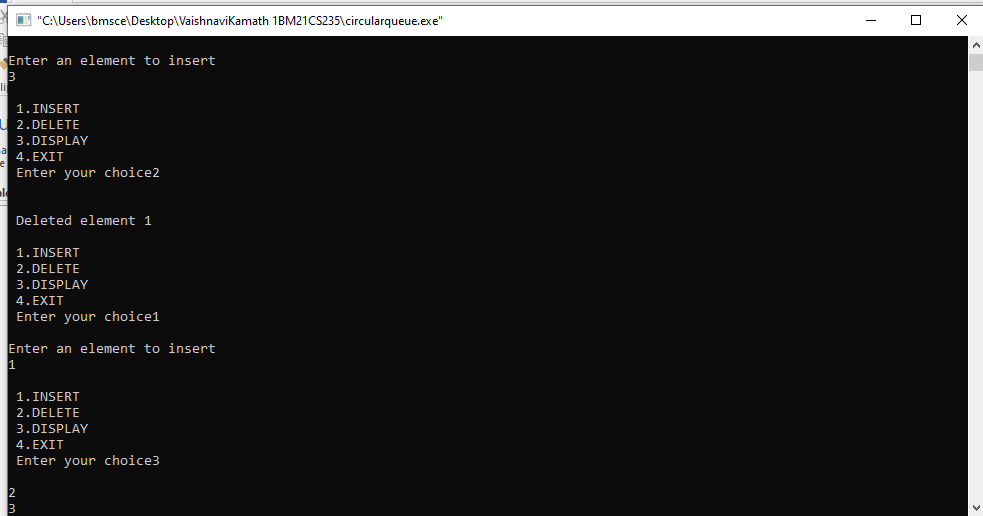 "C:\Users\bmsce\Desktop\VaishnaviKamath 1BM21CS235\circularqueue.exe"
Enter an element to insert
3
1.INSERT
2.DELETE
3.DISPLAY
4.EXIT
Enter your choice2
Deleted element 1
1.INSERT
2.DELETE
3.DISPLAY
4.EXIT
Enter your choice1
Enter an element to insert
1
1.INSERT
2.DELETE
3.DISPLAY
4.EXIT
Enter your choice3
2
3